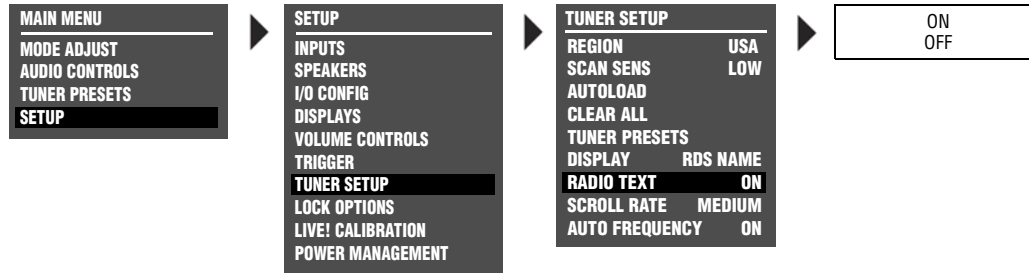 MAIN MENU
MODE ADJUST
AUDIO CONTROLS
TUNER PRESETS
SETUP
SETUP
INPUTS
SPEAKERS
I/O CONFIG
DISPLAYS
VOLUME CONTROLS
TRIGGER
TUNER SETUP
LOCK OPTIONS
LIVE! CALIBRATION
POWER MANAGEMENT
TUNER SETUP
REGION USA
SCAN SENS LOW
AUTOLOAD
CLEAR ALL
TUNER PRESETS
DISPLAY RDS NAME
RADIO TEXT ON
SCROLL RATE MEDIUM
AUTO FREQUENCY ON
ON
OFF